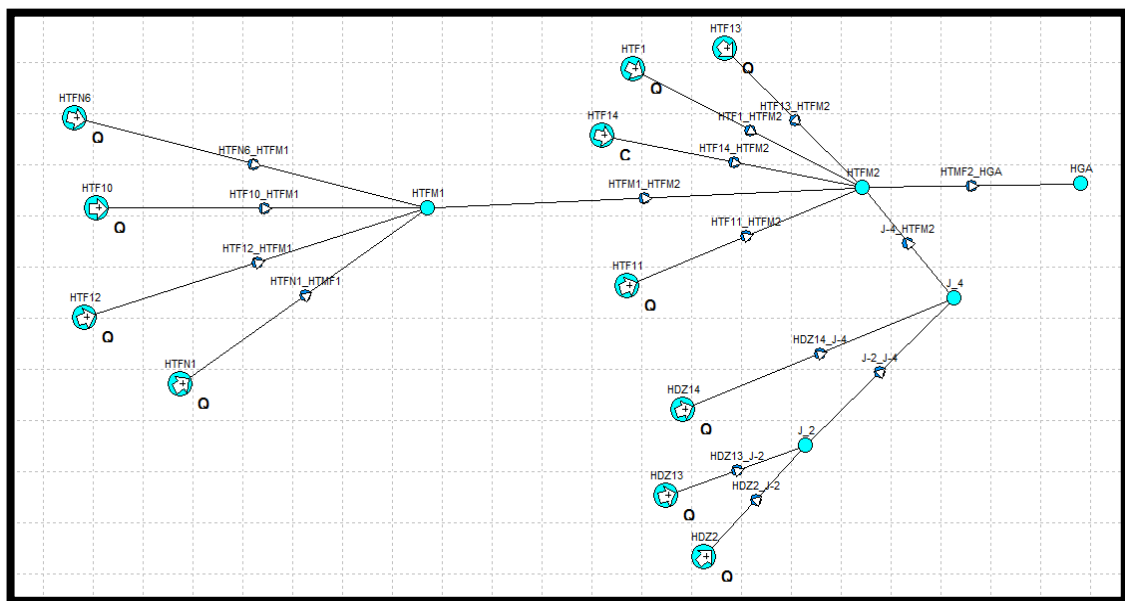 HTF13
HTF1
Q
Q
HTFN6
HTF14
HTF13_HTFM2
HTF1_HTFM2
Q
C
HTFN6_HTFM1
HTF14_HTFM2
HTFM2
HTMF2_HGA
HGA
HTF10
HTF10_HTFM1
HTFM1
HTFM1_HTFM2
Q
HTF11_HTFM2
J-4_HTFM2
HTF12_HTFM1
HTF11
HTFN1_HTMF1
J_4
HTF12
Q
Q
HDZ14_J-4
HTFN1
J-2_J-4
HDZ14
Q
Q
J_2
HDZ13_J-2
HDZ13
HDZ2_J-2
Q
HDZ2
Q